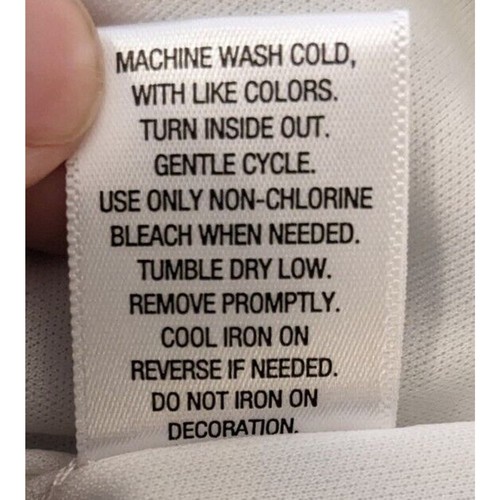 MACHINE WASH COLD,
WITH LIKE COLORS.
TURN INSIDE OUT.
GENTLE CYCLE.
USE ONLY NON-CHLORINE
BLEACH WHEN NEEDED.
TUMBLE DRY LOW.
REMOVE PROMPTLY.
COOL IRON ON
REVERSE IF NEEDED.
DO NOT IRON ON
DECORATION.